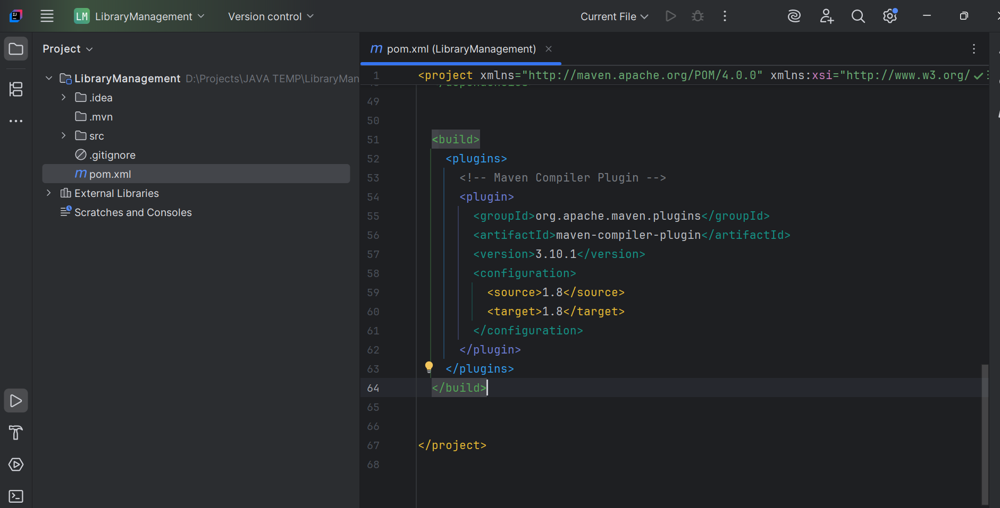 LM LibraryManagement Version control Current File
Project
pom.xml (LibraryManagement)
LibraryManagement D:\Projects\JAVA TEMP\LibraryMan
.idea
.mvn
src
.gitignore
m pom.xml
External Libraries
Scratches and Consoles
1 <project xmlns="http://maven.apache.org/POM/4.0.0" xmlns:xsi="http://www.w3.org/
49
50
51 <build>
52 <plugins>
53 <!-- Maven Compiler Plugin -->
54 <plugin>
55 <groupId>org.apache.maven.plugins</groupId>
56 <artifactId>maven-compiler-plugin</artifactId>
57 <version>3.10.1</version>
58 <configuration>
59 <source>1.8</source>
60 <target>1.8</target>
61 </configuration>
62 </plugin>
63 </plugins>
64 </build>
65
66
67 </project>
68